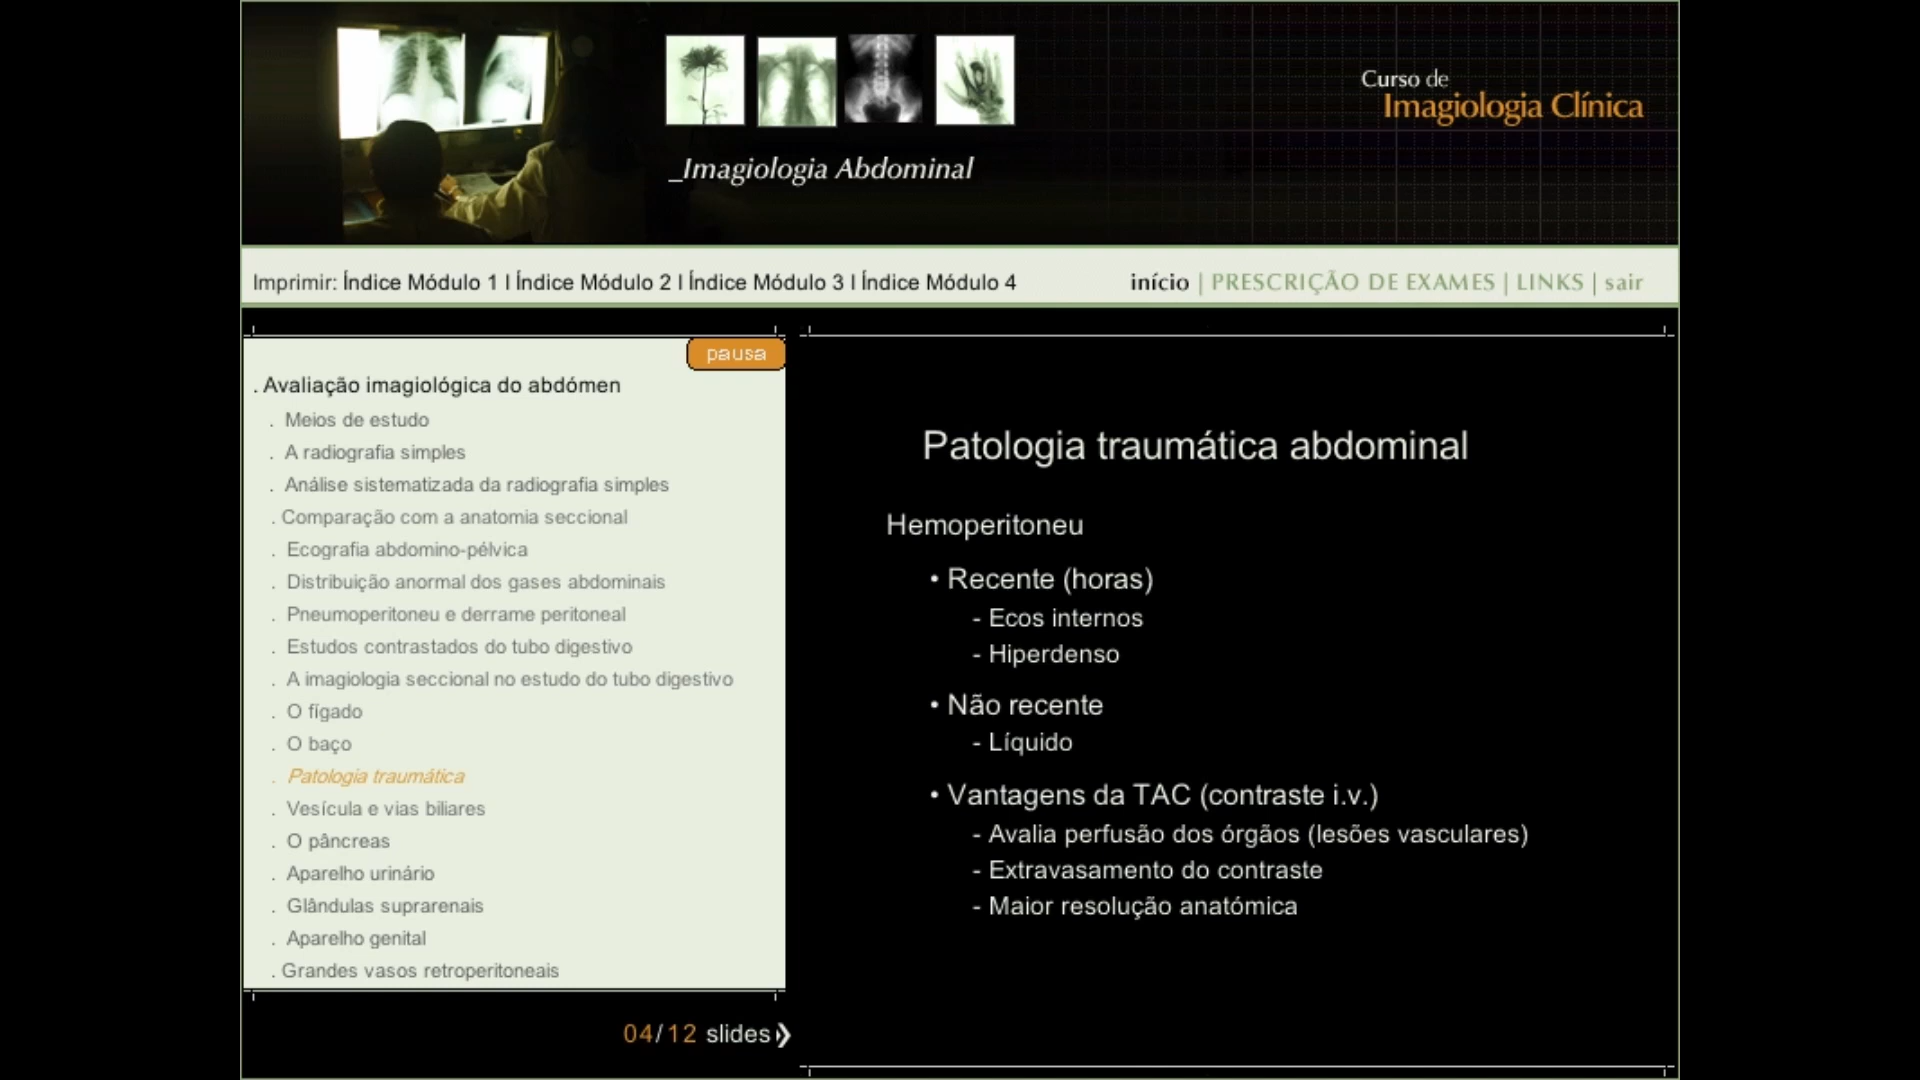 Curso de
Imagiologia Clínica
_Imagiologia Abdominal
Imprimir: Índice Módulo 1 I Índice Módulo 2 I Índice Módulo 3 I Índice Módulo 4
início | PRESCRIÇÃO DE EXAMES | LINKS | sair
pausa
. Avaliação imagiológica do abdómen
. Meios de estudo
. A radiografia simples
. Análise sistematizada da radiografia simples
. Comparação com a anatomia seccional
. Ecografia abdomino-pélvica
. Distribuição anormal dos gases abdominais
. Pneumoperitoneu e derrame peritoneal
. Estudos contrastados do tubo digestivo
. A imagiologia seccional no estudo do tubo digestivo
. O fígado
. O baço
. Patologia traumática
. Vesícula e vias biliares
. O pâncreas
. Aparelho urinário
. Glândulas suprarenais
. Aparelho genital
. Grandes vasos retroperitoneais
04/12 slides
Patologia traumática abdominal
Hemoperitoneu
• Recente (horas)
- Ecos internos
- Hiperdenso
• Não recente
- Líquido
• Vantagens da TAC (contraste i.v.)
- Avalia perfusão dos órgãos (lesões vasculares)
- Extravasamento do contraste
- Maior resolução anatómica